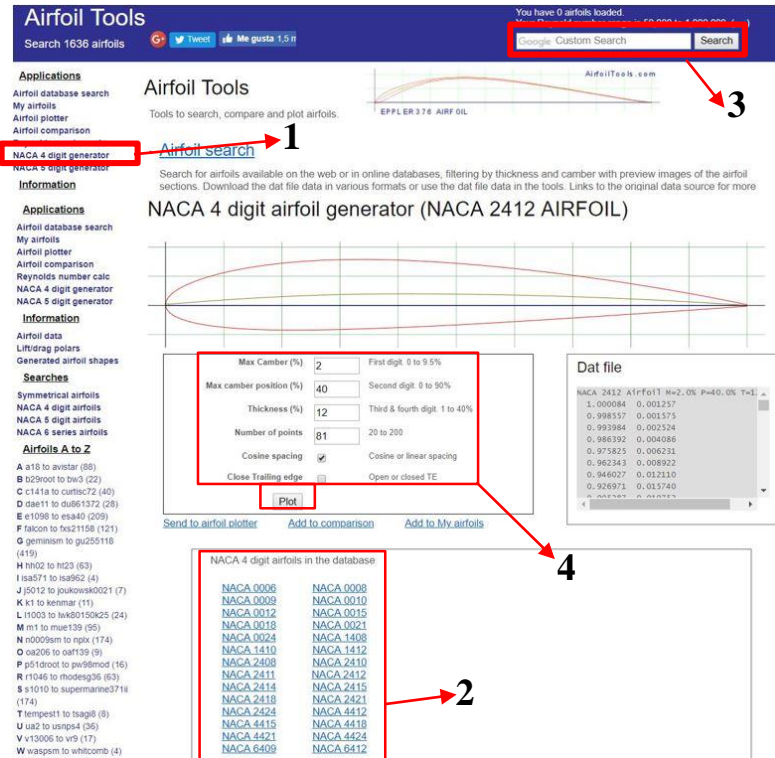 Airfoil Tools
Search 1636 airfoils
G+ Tweet Me gusta 1,5 m
You have 0 airfoils loaded.
Google Custom Search Search
3
Applications
Airfoil database search
My airfoils
Airfoil plotter
Airfoil comparison
NACA 4 digit generator
NACA 5 digit generator
Information
1
Airfoil Tools
Tools to search, compare and plot airfoils.
AirfoilTools.com
EPPLER376 AIRFOIL
Airfoil search
Search for airfoils available on the web or in online databases, filtering by thickness and camber with preview images of the airfoil
sections. Download the dat file data in various formats or use the dat file data in the tools. Links to the original data source for more
Applications
Airfoil database search
My airfoils
Airfoil plotter
Airfoil comparison
Reynolds number calc
NACA 4 digit generator
NACA 5 digit generator
Information
Airfoil data
Lift/drag polars
Generated airfoil shapes
Searches
Symmetrical airfoils
NACA 4 digit airfoils
NACA 5 digit airfoils
NACA 6 series airfoils
Airfoils A to Z
A a18 to avistar (88)
B b29root to bw3 (22)
C c141a to curtisc72 (40)
D dae11 to du861372 (28)
E e1098 to esa40 (209)
F falcon to fxs21158 (121)
G geminism to gu255118
(419)
H hh02 to ht23 (63)
I isa571 to isa962 (4)
J j5012 to joukowsk0021 (7)
K k1 to kenmar (11)
L l1003 to lwk80150k25 (24)
M m1 to mue139 (95)
N n0009sm to nplx (174)
O oa206 to oaf139 (9)
P p51droot to pw98mod (16)
R r1046 to rhodesg36 (63)
S s1010 to supermarine371ii
(174)
T tempest1 to tsagi8 (8)
U ua2 to usnps4 (36)
V v13006 to vr9 (17)
W waspsm to whitcomb (4)
NACA 4 digit airfoil generator (NACA 2412 AIRFOIL)
Max Camber (%) 2 First digit. 0 to 9.5%
Max camber position (%) 40 Second digit. 0 to 90%
Thickness (%) 12 Third & fourth digit. 1 to 40%
Number of points 81 20 to 200
Cosine spacing Cosine or linear spacing
Close Trailing edge Open or closed TE
Plot
Send to airfoil plotter Add to comparison Add to My airfoils
Dat file
NACA 2412 Airfoil M=2.0% P=40.0% T=1
1.000084 0.001257
0.998557 0.001575
0.993984 0.002524
0.986392 0.004086
0.975825 0.006231
0.962343 0.008922
0.946027 0.012110
0.926971 0.015740
4
NACA 4 digit airfoils in the database
NACA 0006 NACA 0008
NACA 0009 NACA 0010
NACA 0012 NACA 0015
NACA 0018 NACA 0021
NACA 0024 NACA 1408
NACA 1410 NACA 1412
NACA 2408 NACA 2410
NACA 2411 NACA 2412
NACA 2414 NACA 2415
NACA 2418 NACA 2421
NACA 2424 NACA 4412
NACA 4415 NACA 4418
NACA 4421 NACA 4424
NACA 6409 NACA 6412
2